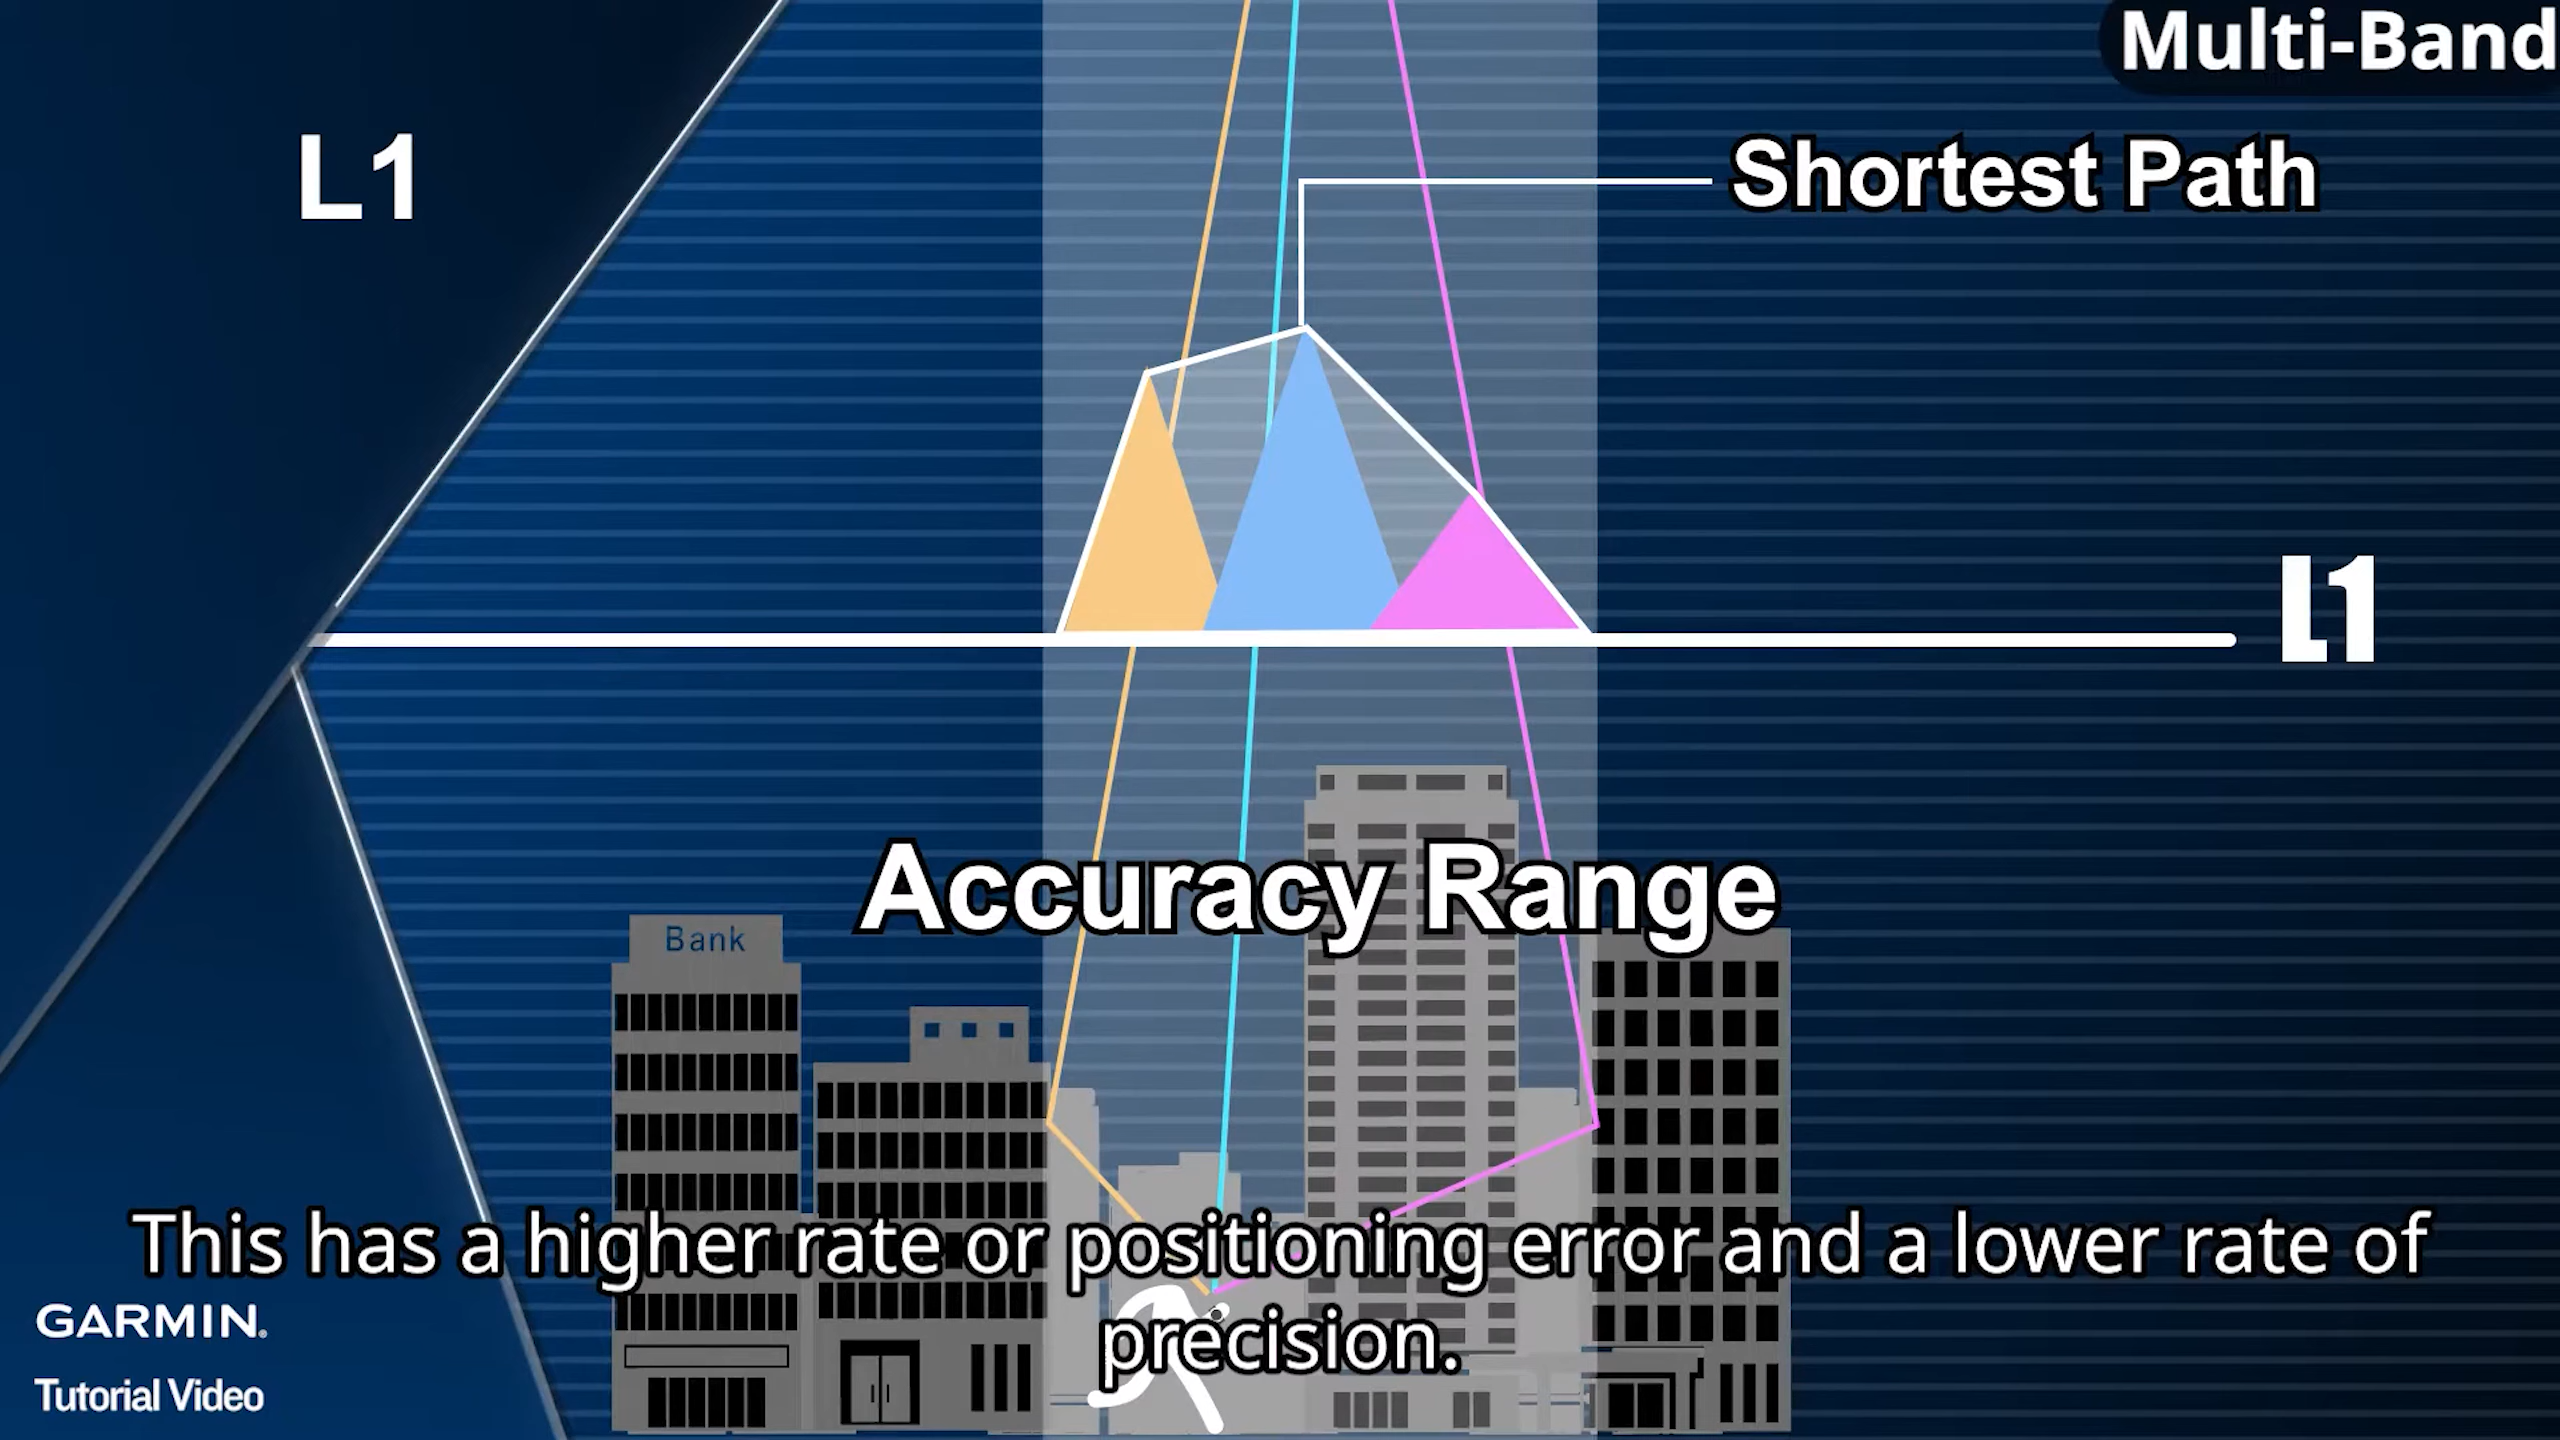 Multi-Band
L1
Shortest Path
L1
Accuracy Range
Bank
This has a higher rate or positioning error and a lower rate of
precision.
GARMIN.
Tutorial Video